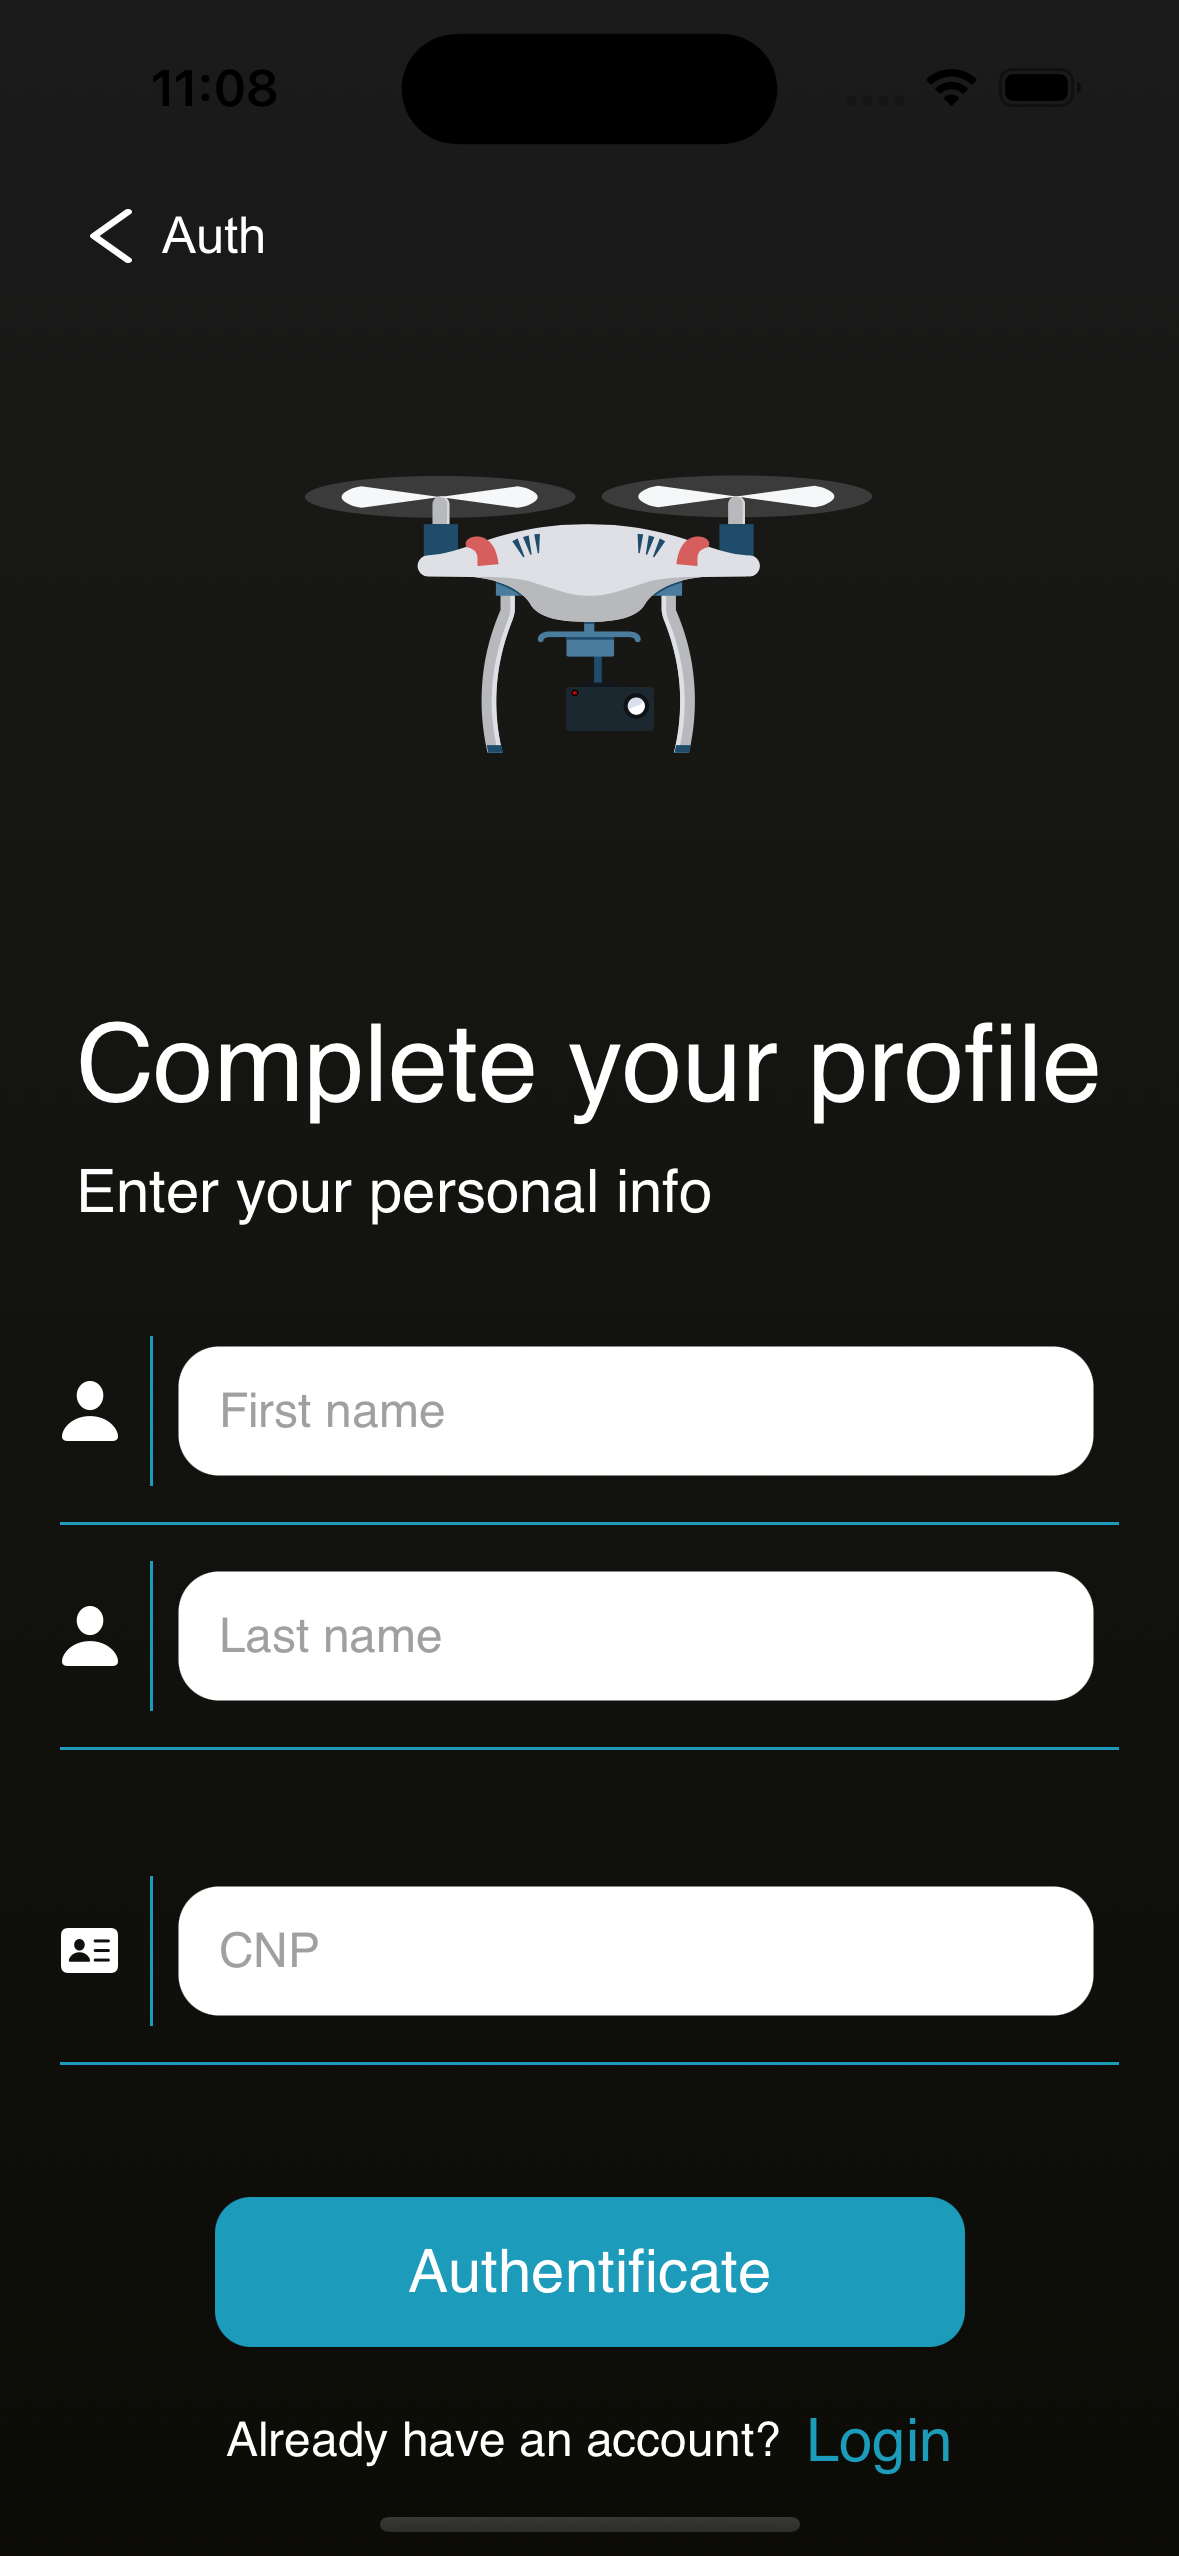 11:08
Auth
Complete your profile
Enter your personal info
First name
Last name
CNP
Authentificate
Already have an account? Login